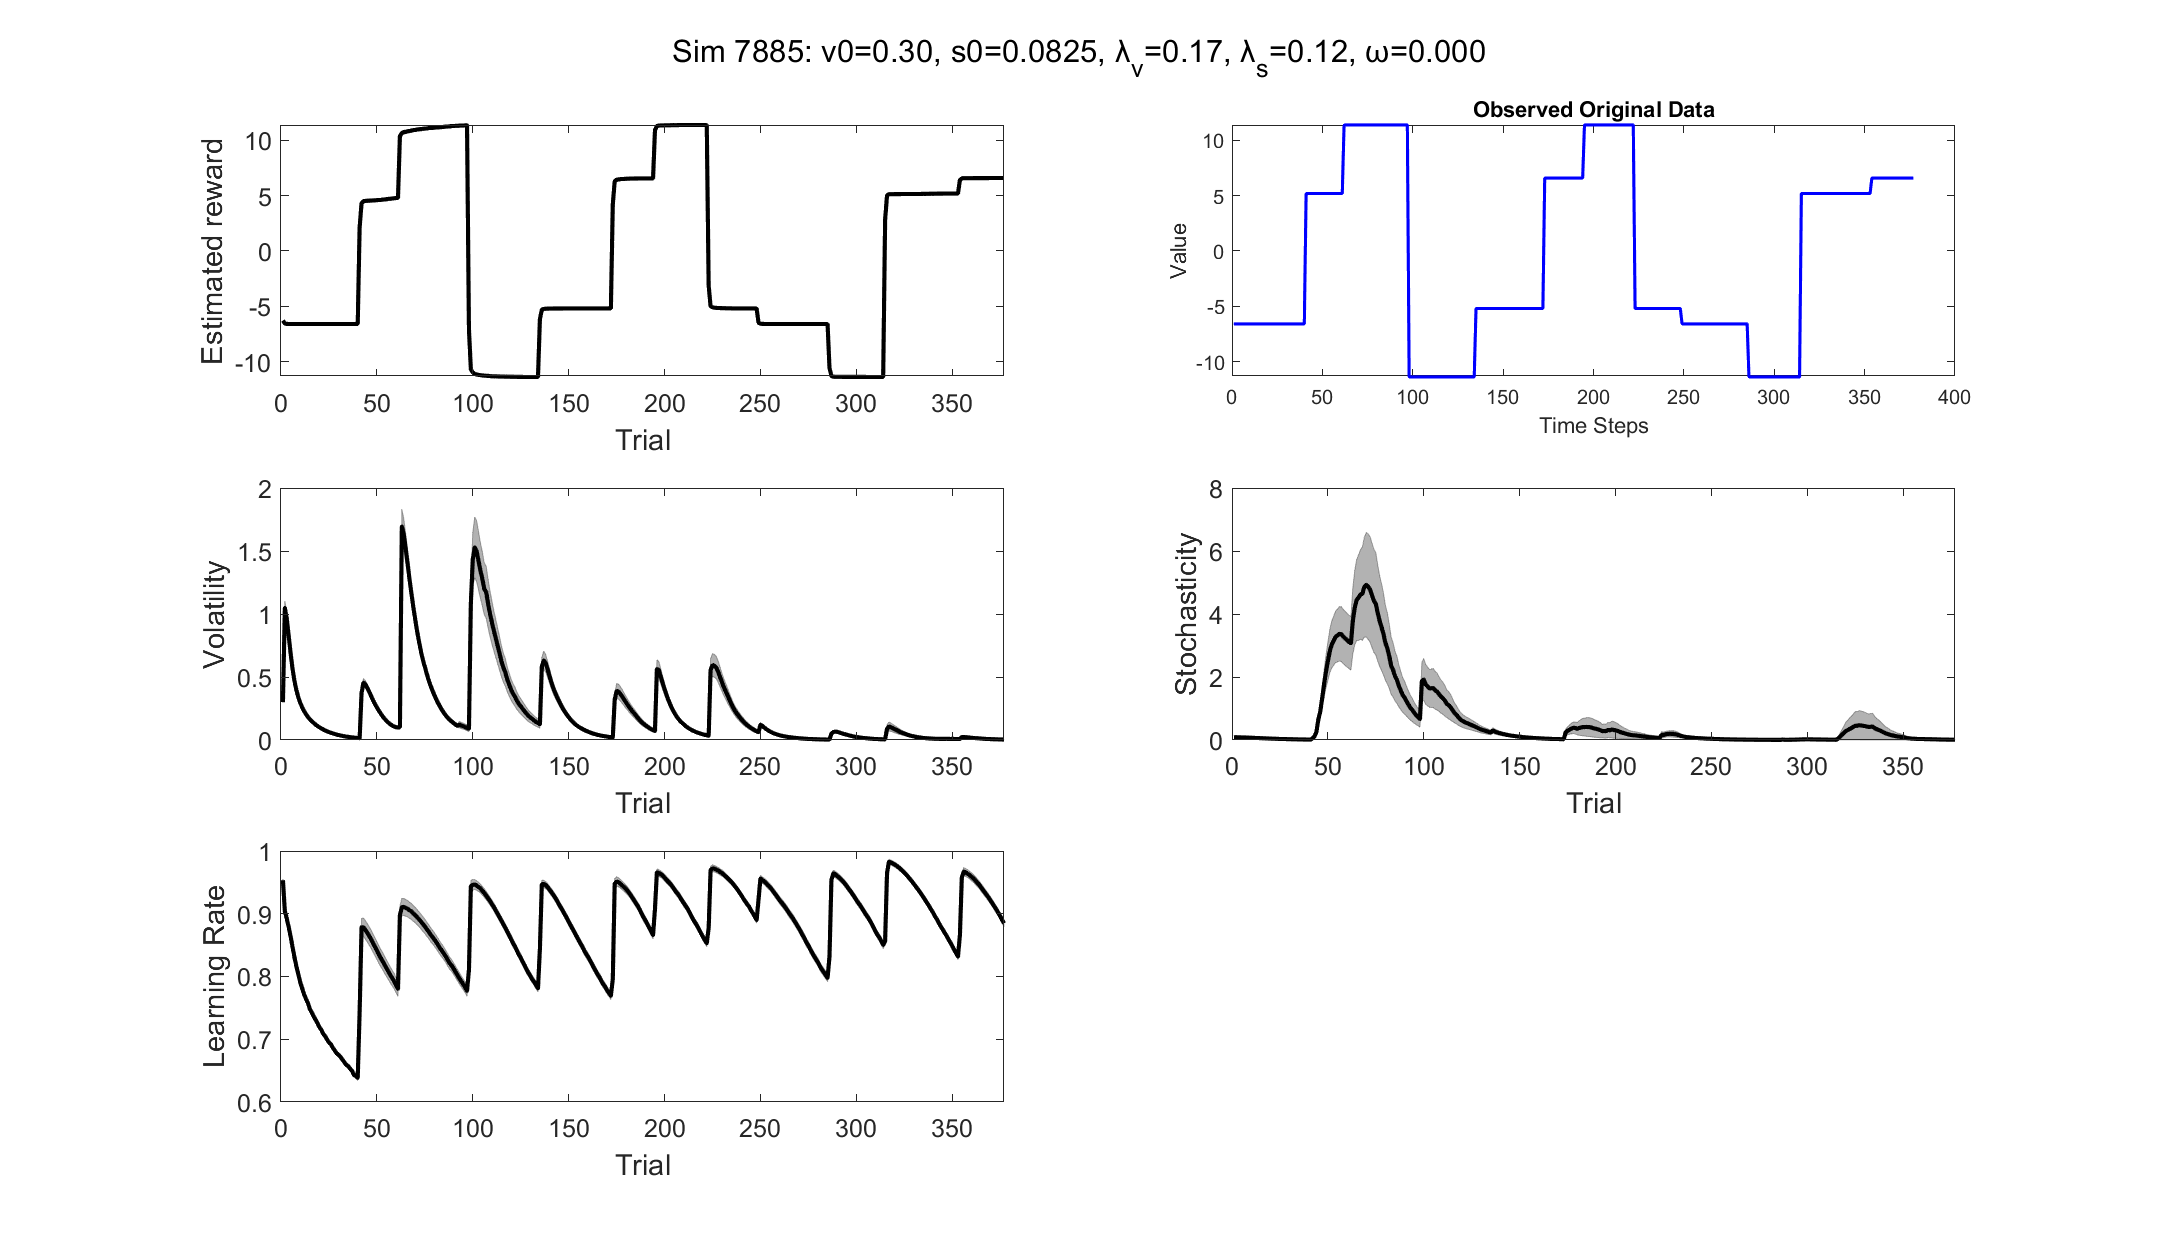 Sim 7885: v0=0.30, s0=0.0825, λv=0.17, λs=0.12, ω=0.000
Estimated reward
10
5
0
-5
-10
0 50 100 150 200 250 300 350
Trial
Observed Original Data
Value
10
5
0
-5
-10
0 50 100 150 200 250 300 350 400
Time Steps
Volatility
2
1.5
1
0.5
0
0 50 100 150 200 250 300 350
Trial
Stochasticity
8
6
4
2
0
0 50 100 150 200 250 300 350
Trial
Learning Rate
1
0.9
0.8
0.7
0.6
0 50 100 150 200 250 300 350
Trial